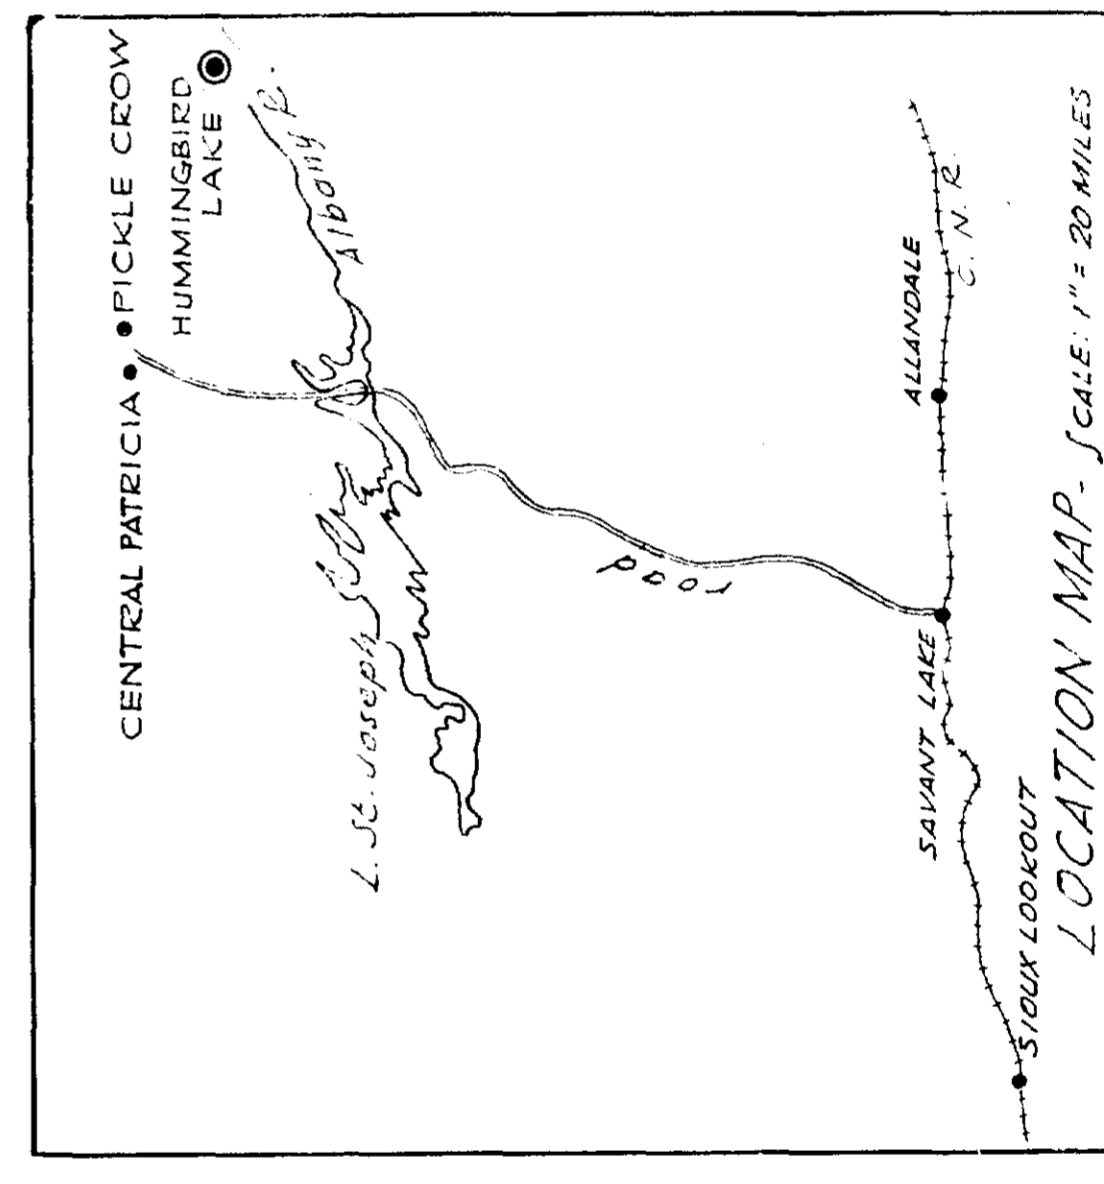 CENTRAL PATRICIA
PICKLE CROW
HUMMINGBIRD
LAKE
Albany R.
L. St. Joseph
road
ALLANDALE
C. N. R.
SAVANT LAKE
SIOUX LOOKOUT
LOCATION MAP - SCALE: 1" = 20 MILES